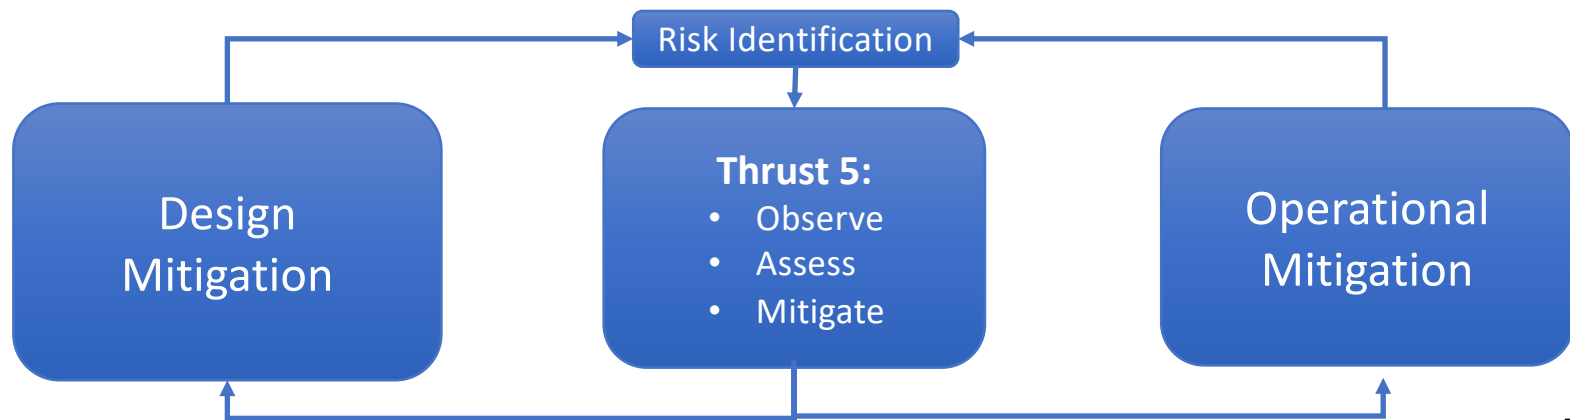 Risk Identification
Design
Mitigation
Thrust 5:
• Observe
• Assess
• Mitigate
Operational
Mitigation